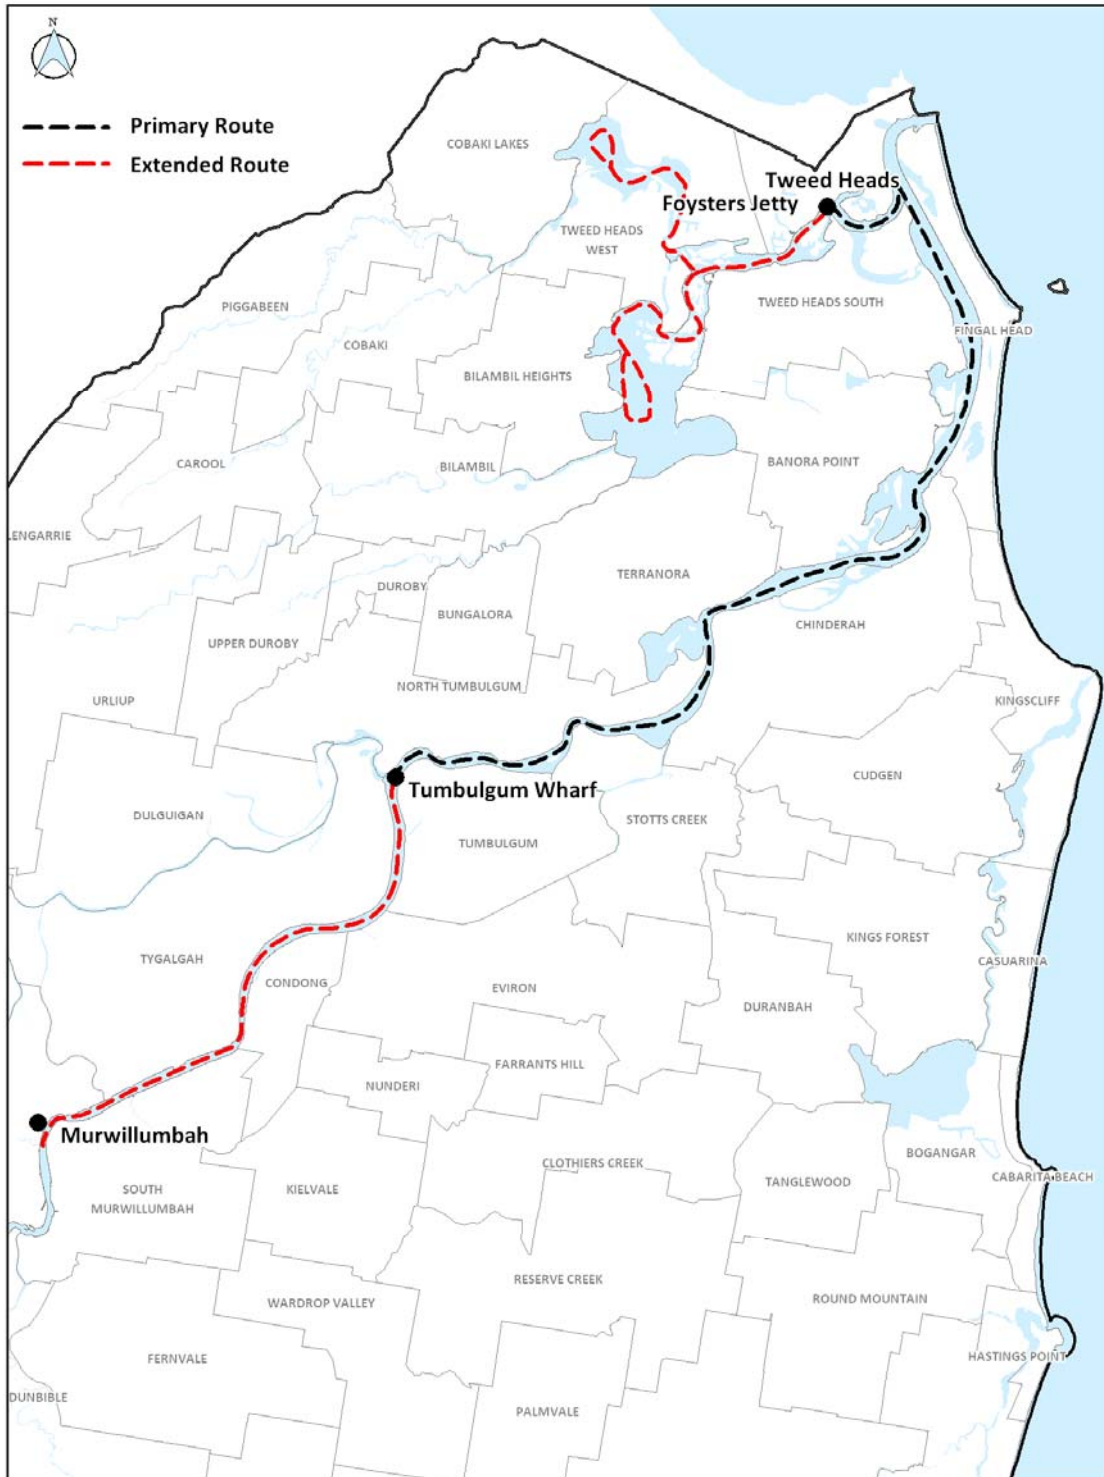 N
Primary Route
Extended Route
COBAKI LAKES
Tweed Heads
Foysters Jetty
TWEED HEADS
WEST
PIGGABEEN
TWEED HEADS SOUTH
FINGAL HEAD
COBAKI
BILAMBIL HEIGHTS
CAROOL
BILAMBIL
BANORA POINT
LENGARRIE
DUROBY
TERRANORA
BUNGALORA
CHINDERAH
UPPER DUROBY
NORTH TUMBULGUM
URLIUP
KINGSCLIFF
CUDGEN
Tumbulgum Wharf
DULGUIGAN
STOTTS CREEK
TUMBULGUM
KINGS FOREST
TYGALGAH
CASUARINA
CONDONG
EVIRON
DURANBAH
FARRANTS HILL
NUNDERI
Murwillumbah
BOGANGAR
CLOTHIERS CREEK
CABARITA BEACH
TANGLEWOOD
SOUTH
MURWILLUMBAH
KIELVALE
RESERVE CREEK
ROUND MOUNTAIN
WARDROP VALLEY
FERNVALE
HASTINGS POINT
DUNBIBLE
PALMVALE